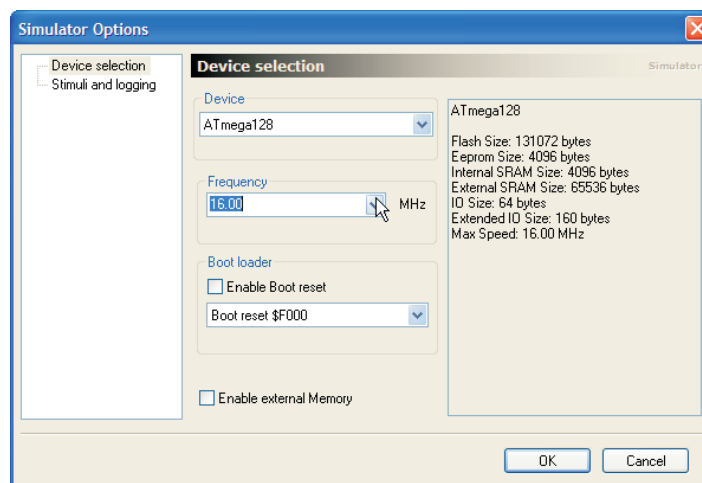 Simulator Options
Device selection
Stimuli and logging
Device selection
Simulator
Device
ATmega128
Frequency
16.00
MHz
Boot loader
Enable Boot reset
Boot reset $F000
Enable external Memory
ATmega128
Flash Size: 131072 bytes
Eeprom Size: 4096 bytes
Internal SRAM Size: 4096 bytes
External SRAM Size: 65536 bytes
IO Size: 64 bytes
Extended IO Size: 160 bytes
Max Speed: 16.00 MHz
OK
Cancel